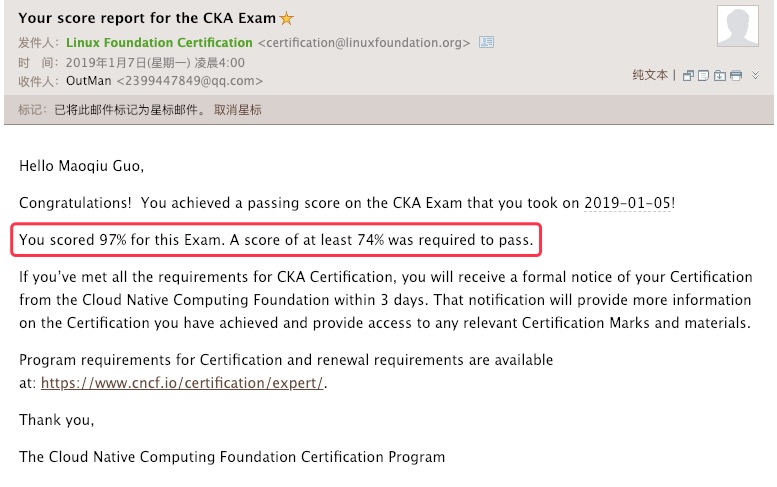 Your score report for the CKA Exam
发件人: Linux Foundation Certification <certification@linuxfoundation.org>
时 间: 2019年1月7日(星期一) 凌晨4:00
纯文本 |
收件人: OutMan <2399447849@qq.com>
标记: 已将此邮件标记为星标邮件。 取消星标
Hello Maoqiu Guo,
Congratulations! You achieved a passing score on the CKA Exam that you took on 2019-01-05!
You scored 97% for this Exam. A score of at least 74% was required to pass.
If you’ve met all the requirements for CKA Certification, you will receive a formal notice of your Certification
from the Cloud Native Computing Foundation within 3 days. That notification will provide more information
on the Certification you have achieved and provide access to any relevant Certification Marks and materials.
Program requirements for Certification and renewal requirements are available
at: https://www.cncf.io/certification/expert/.
Thank you,
The Cloud Native Computing Foundation Certification Program